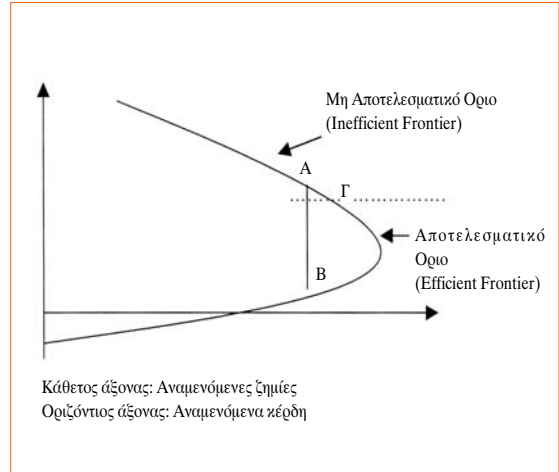 Μη Αποτελεσματικό Οριο
(Inefficient Frontier)
Α
Γ
Αποτελεσματικό
Οριο
(Efficient Frontier)
Β
Κάθετος άξονας: Αναμενόμενες ζημίες
Οριζόντιος άξονας: Αναμενόμενα κέρδη